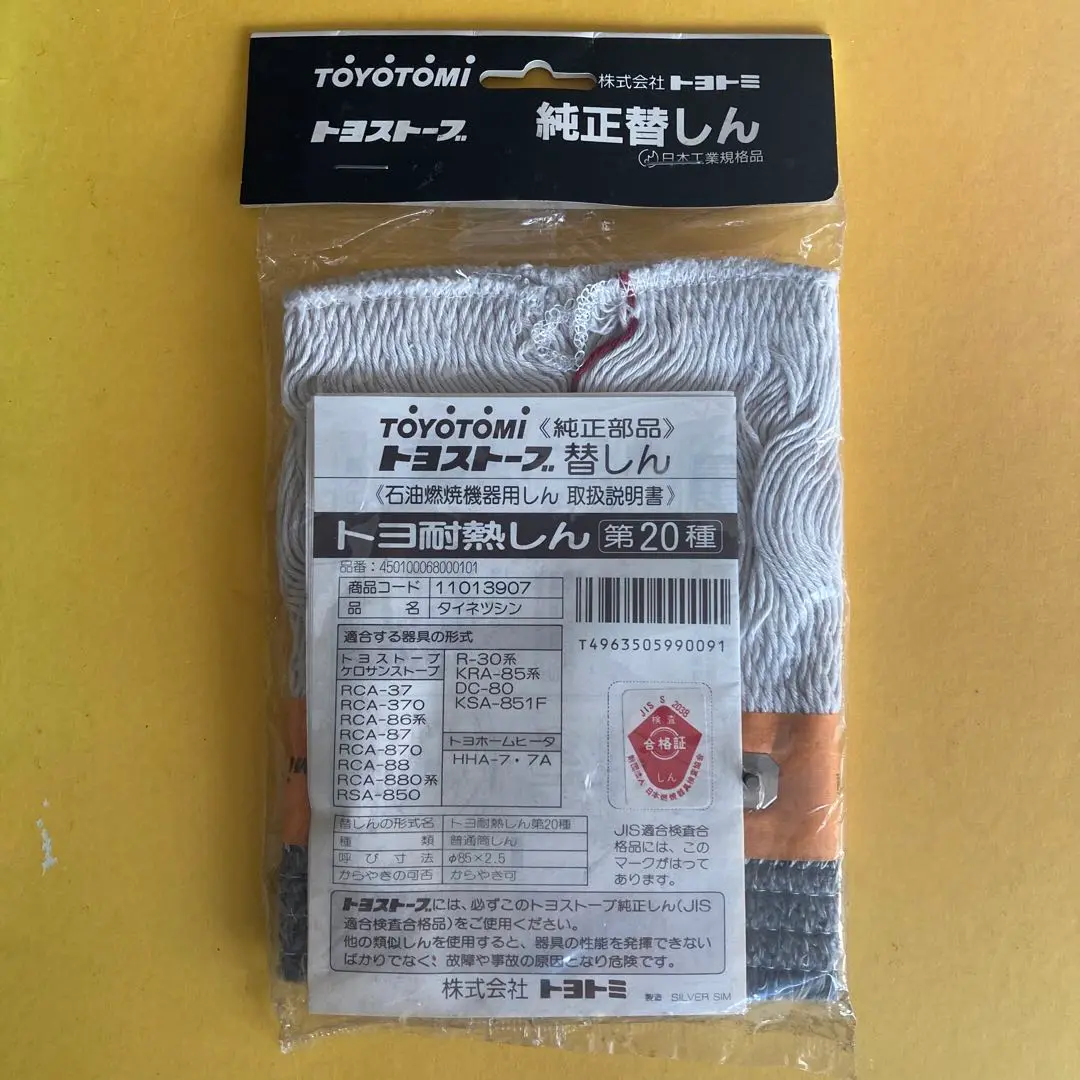 TOYOTOMI
株式会社 トヨトミ
トヨストーブ
純正替しん
日本工業規格品
TOYOTOMI《純正部品》
トヨストーブ 替しん
《石油燃焼機器用しん 取扱説明書》
トヨ耐熱しん 第20種
品番:450100068000101
商品コード 11013907
品 名 タイネツシン
T4963505990091
適合する器具の形式
トヨストーブ
ケロサンストーブ
RCA-37
RCA-370
RCA-86系
RCA-87
RCA-870
RCA-88
RCA-880系
RSA-850
R-30系
KRA-85系
DC-80
KSA-851F
トヨホームヒータ
HHA-7・7A
JIS S 2038
検査
合格証
しん
財団法人 日本燃焼器具検査協会
JIS適合検査合
格品には、この
マークがはって
あります。
替しんの形式名 トヨ耐熱しん第20種
種 類 普通筒しん
呼び寸法 φ85×2.5
からやきの可否 からやき可
トヨストーブには、必ずこのトヨストーブ純正しん(JIS
適合検査合格品)をご使用ください。
他の類似しんを使用すると、器具の性能を発揮できない
ばかりでなく、故障や事故の原因となり危険です。
株式会社 トヨトミ
製造 SILVER SIM